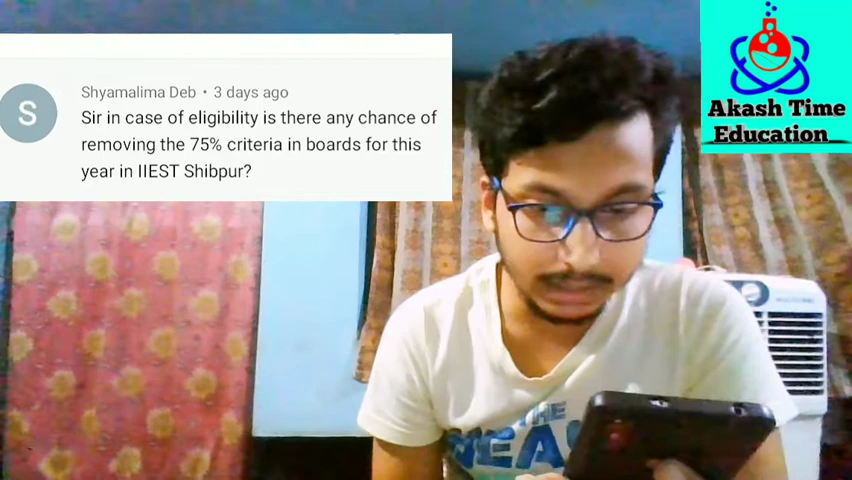 S
Shyamalima Deb • 3 days ago
Sir in case of eligibility is there any chance of
removing the 75% criteria in boards for this
year in IIEST Shibpur?
Akash Time
Education
THE